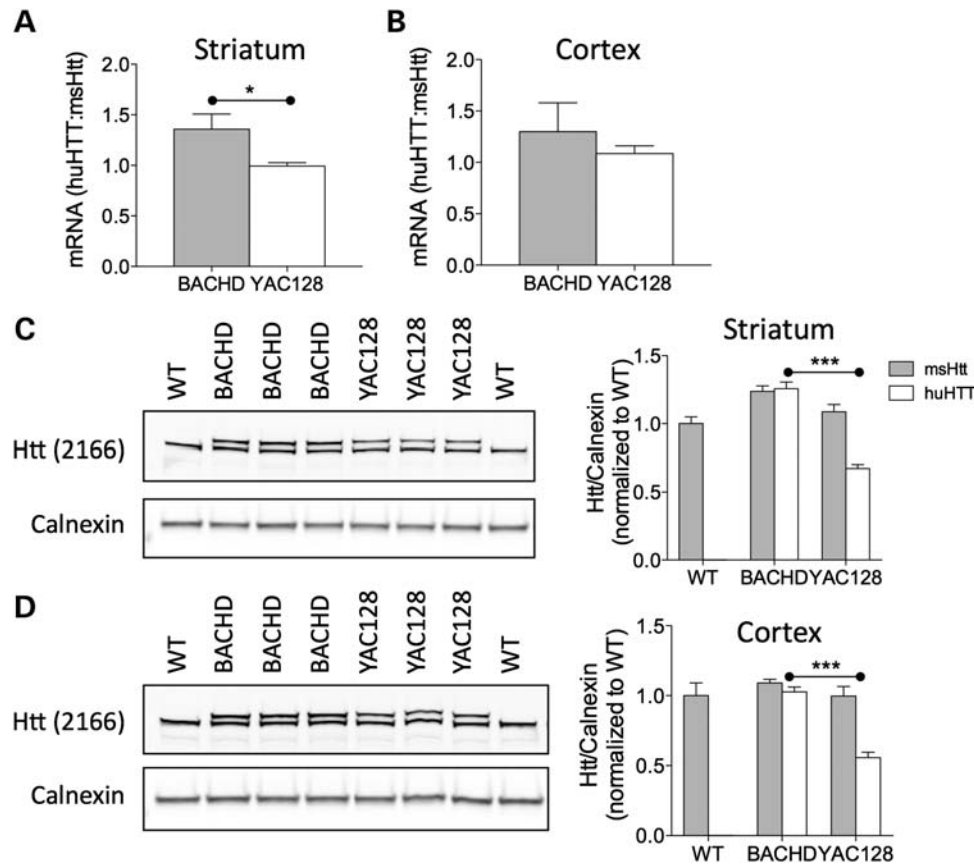 A
Striatum
mRNA (huHTT:msHtt)
2.0
1.5
1.0
0.5
0.0
*
BACHD YAC128
B
Cortex
mRNA (huHTT:msHtt)
2.0
1.5
1.0
0.5
0.0
BACHD YAC128
C
WT
BACHD
BACHD
BACHD
YAC128
YAC128
YAC128
WT
Htt (2166)
Calnexin
Striatum
Htt/Calnexin
(normalized to WT)
1.5
1.0
0.5
0.0
***
msHtt
huHTT
WT
BACHDYAC128
D
WT
BACHD
BACHD
BACHD
YAC128
YAC128
YAC128
WT
Htt (2166)
Calnexin
Cortex
Htt/Calnexin
(normalized to WT)
1.5
1.0
0.5
0.0
***
WT
BACHDYAC128